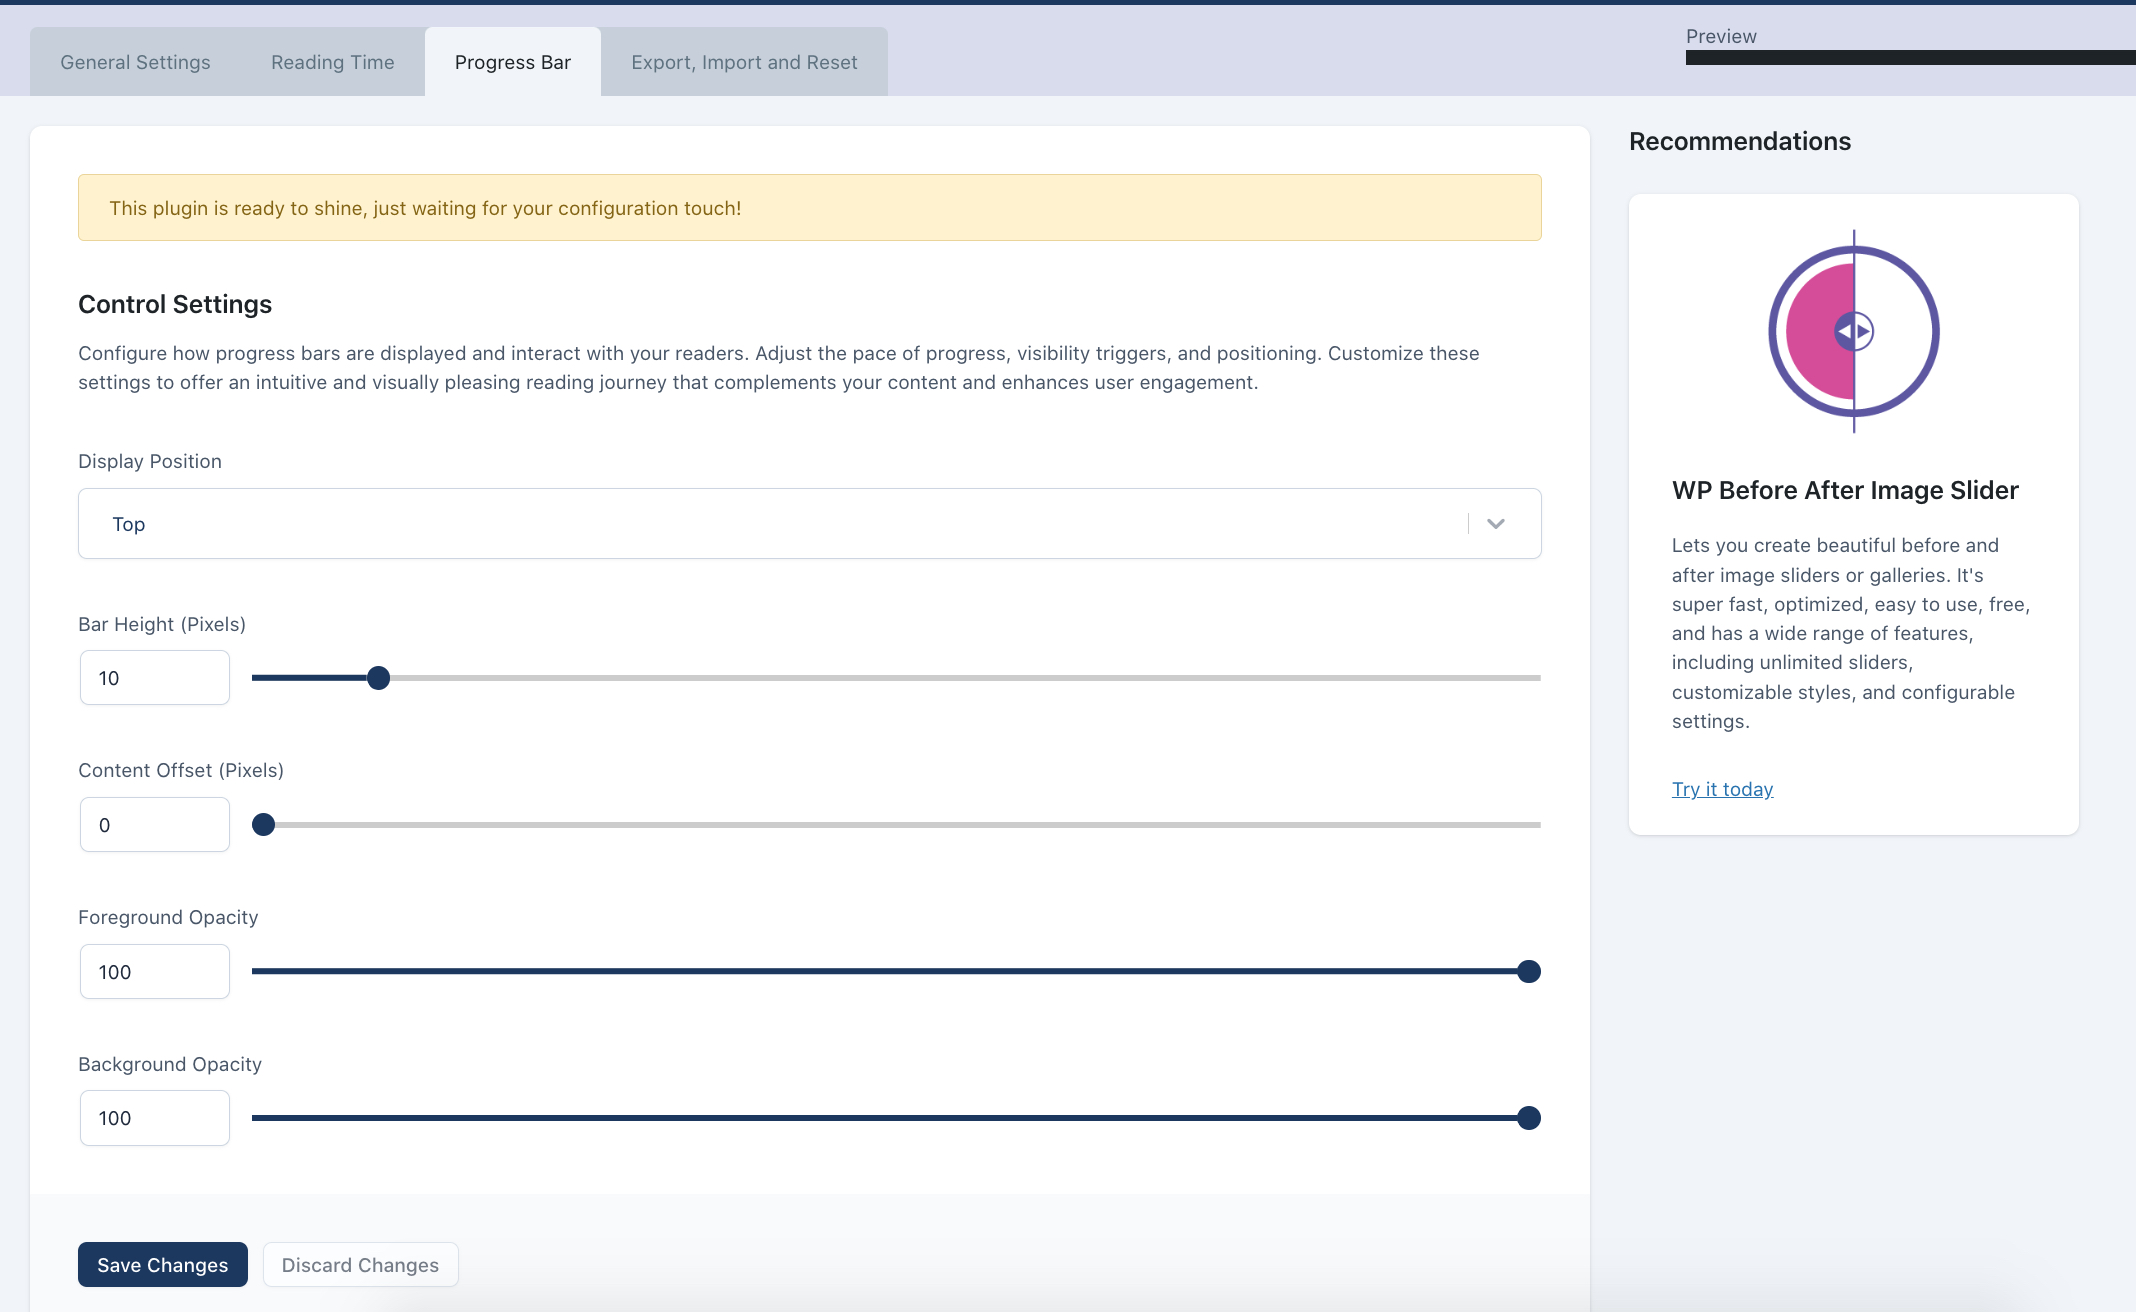 General Settings
Reading Time
Progress Bar
Export, Import and Reset
Preview
This plugin is ready to shine, just waiting for your configuration touch!
Control Settings
Configure how progress bars are displayed and interact with your readers. Adjust the pace of progress, visibility triggers, and positioning. Customize these
settings to offer an intuitive and visually pleasing reading journey that complements your content and enhances user engagement.
Display Position
Top
Bar Height (Pixels)
10
Content Offset (Pixels)
0
Foreground Opacity
100
Background Opacity
100
Save Changes
Discard Changes
Recommendations
WP Before After Image Slider
Lets you create beautiful before and
after image sliders or galleries. It's
super fast, optimized, easy to use, free,
and has a wide range of features,
including unlimited sliders,
customizable styles, and configurable
settings.
Try it today